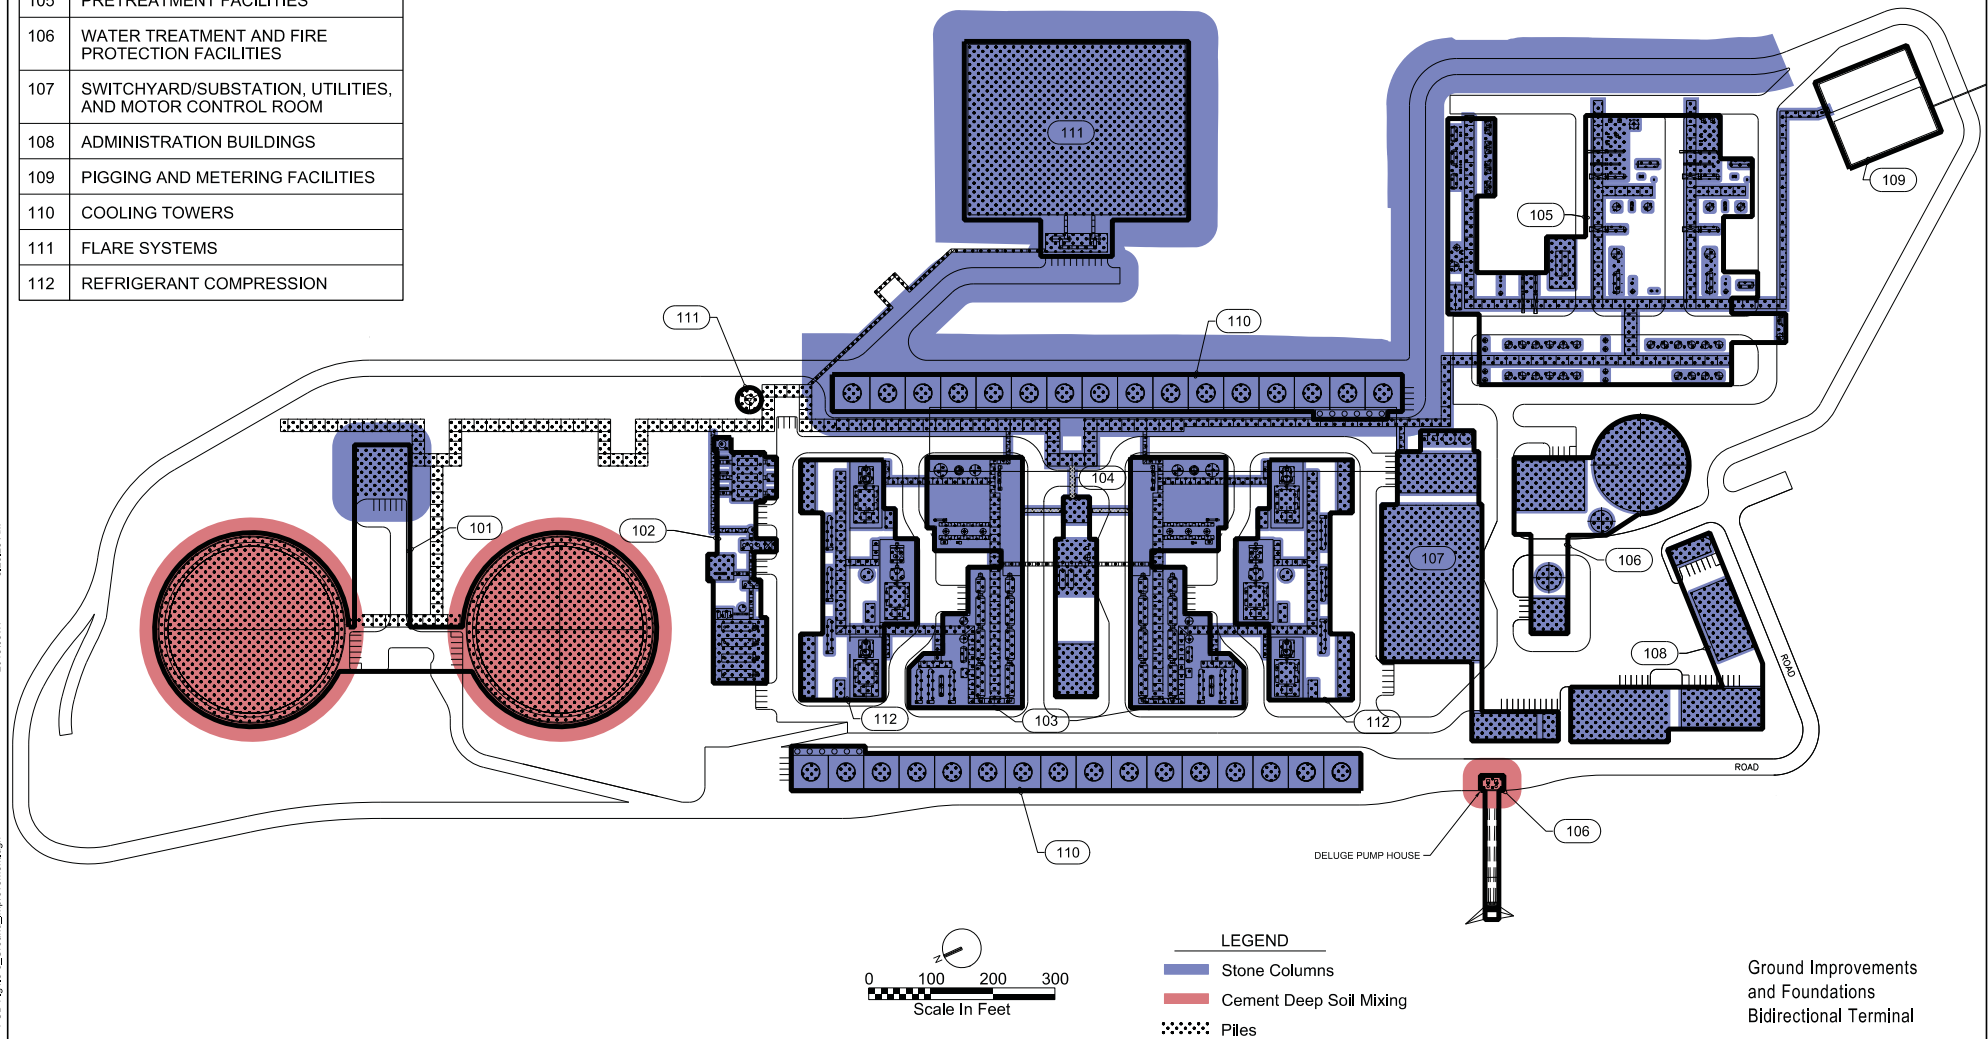 105 PRETREATMENT FACILITIES
106 WATER TREATMENT AND FIRE
PROTECTION FACILITIES
107 SWITCHYARD/SUBSTATION, UTILITIES,
AND MOTOR CONTROL ROOM
108 ADMINISTRATION BUILDINGS
109 PIGGING AND METERING FACILITIES
110 COOLING TOWERS
111 FLARE SYSTEMS
112 REFRIGERANT COMPRESSION
111
109
105
111
110
104
101
102
107
106
108
ROAD
112
103
112
ROAD
106
110
DELUGE PUMP HOUSE
N
0 100 200 300
Scale In Feet
LEGEND
Stone Columns
Cement Deep Soil Mixing
Piles
Ground Improvements
and Foundations
Bidirectional Terminal